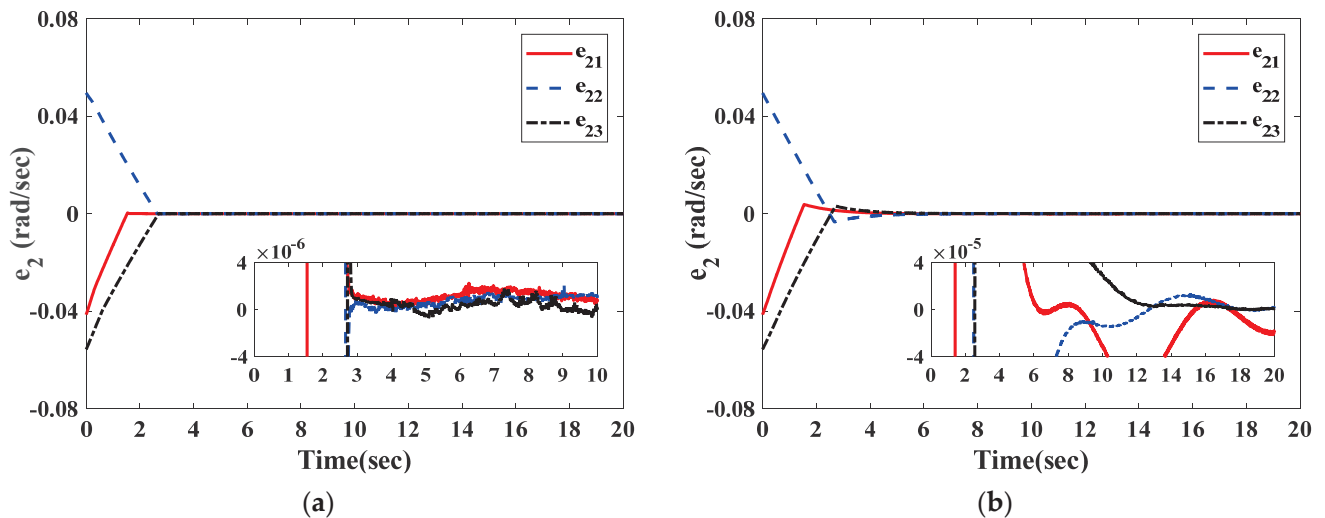 0.08
0.04
0
-0.04
-0.08
e2 (rad/sec)
e21
e22
e23
×10-6
4
0
-4
0 1 2 3 4 5 6 7 8 9 10
0 2 4 6 8 10 12 14 16 18 20
Time(sec)
(a)
0.08
0.04
0
-0.04
-0.08
e2 (rad/sec)
e21
e22
e23
×10-5
4
0
-4
0 2 4 6 8 10 12 14 16 18 20
0 2 4 6 8 10 12 14 16 18 20
Time(sec)
(b)